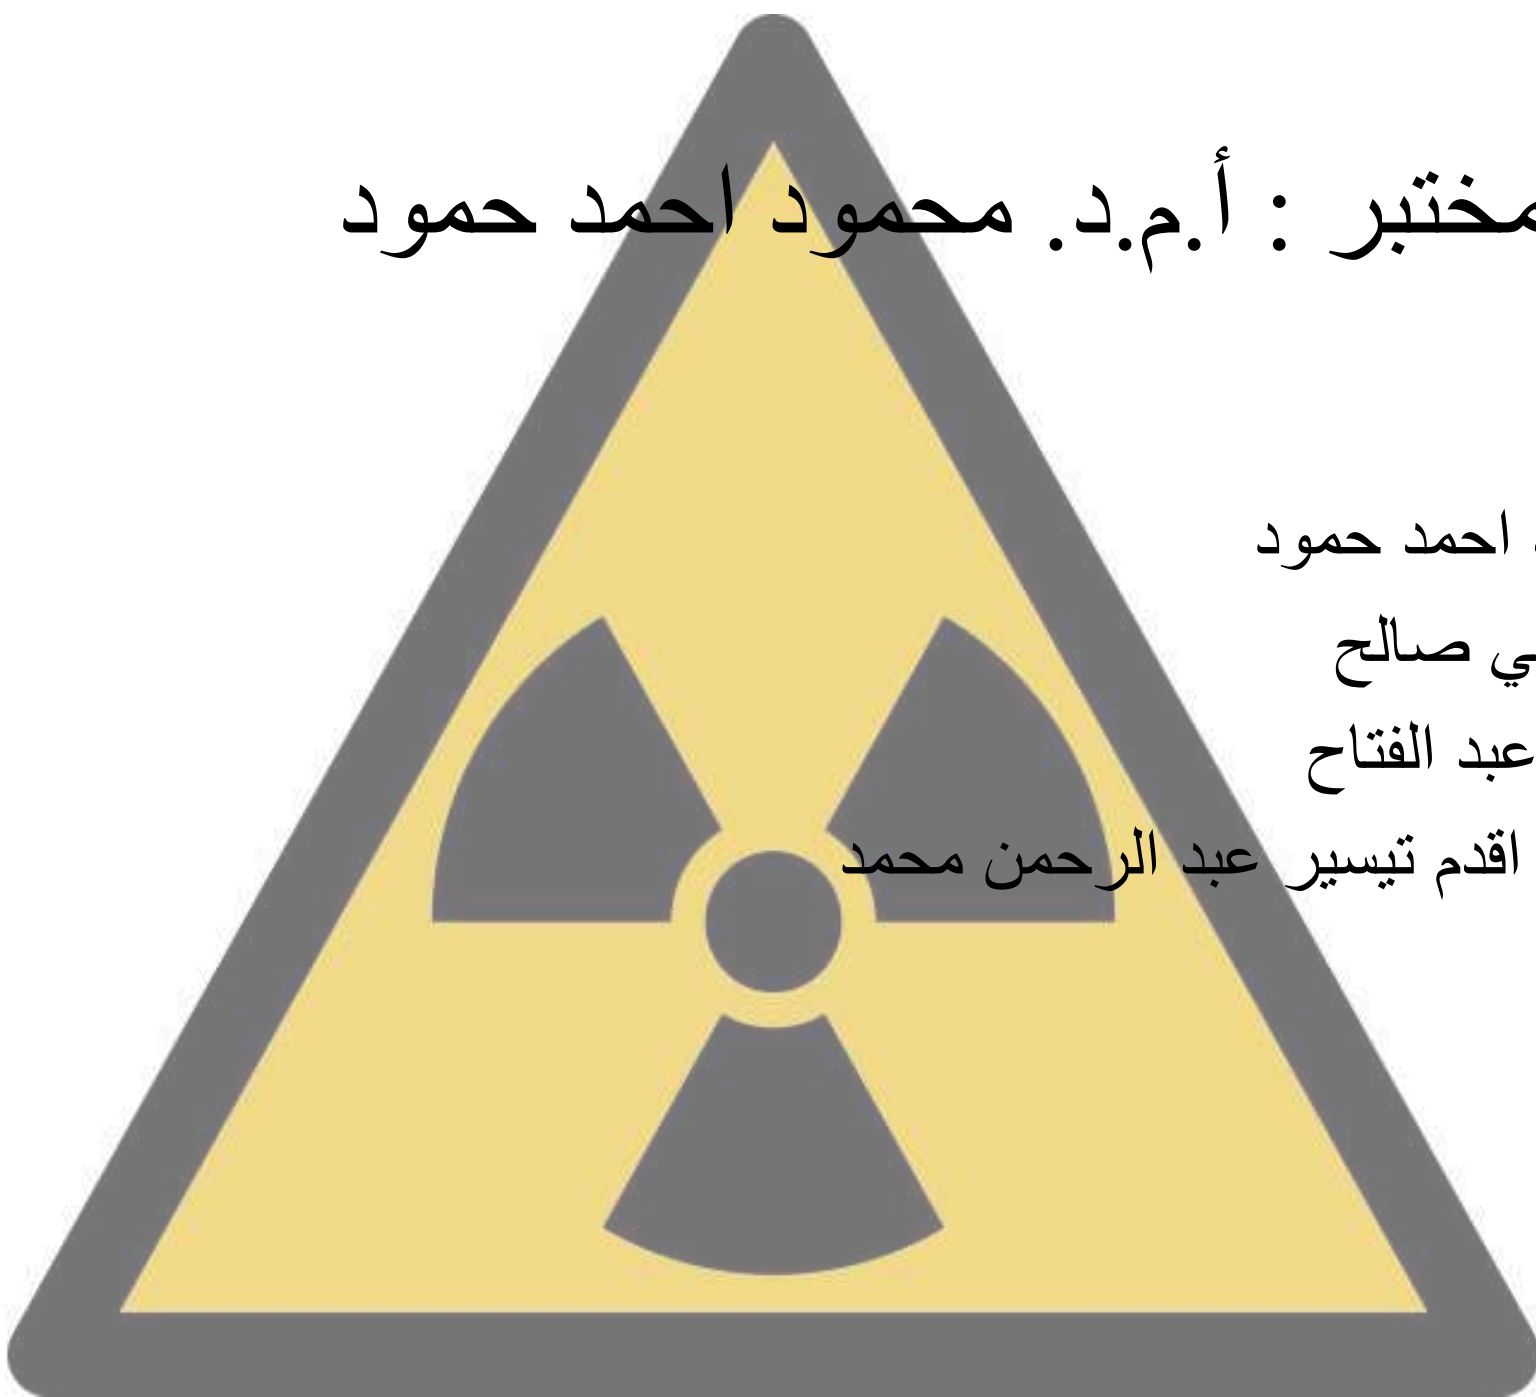 مختبر : أ.م.د. محمود احمد حمود
احمد حمود
صالح
عبد الفتاح
اقدم تيسير عبد الرحمن محمد